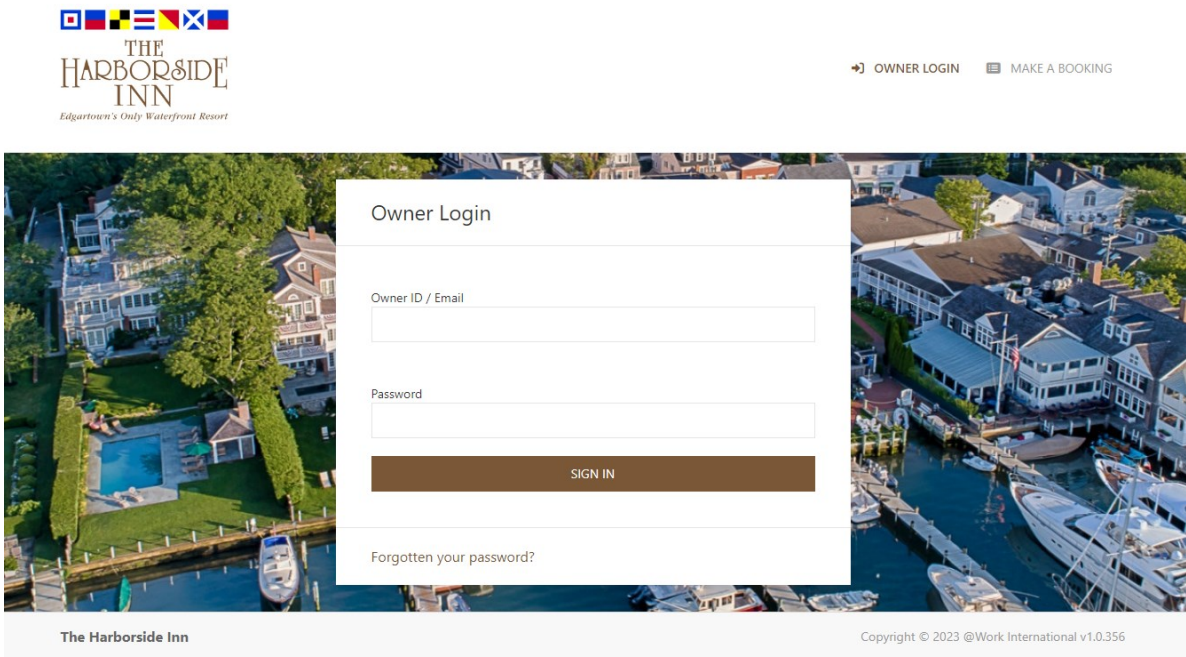 THE
HARBORSIDE
INN
Edgartown's Only Waterfront Resort
OWNER LOGIN
MAKE A BOOKING
Owner Login
Owner ID / Email
Password
SIGN IN
Forgotten your password?
The Harborside Inn
Copyright © 2023 @Work International v1.0.356